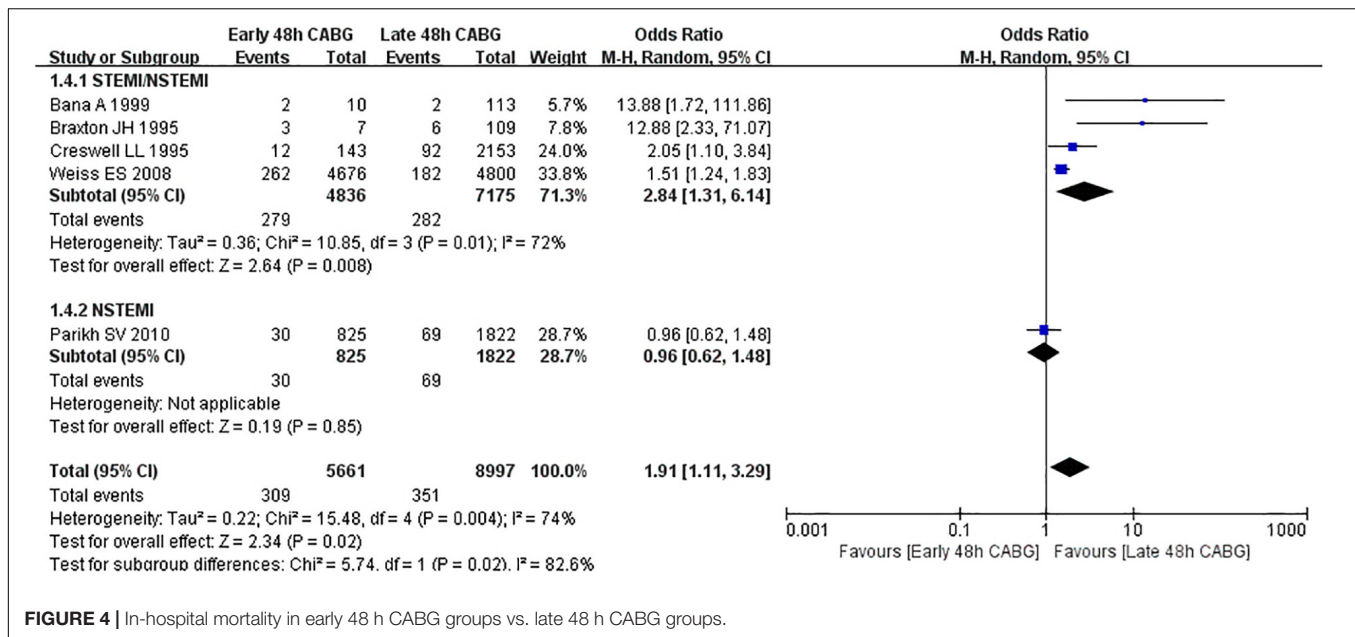 Early 48h CABG Late 48h CABG Odds Ratio Odds Ratio
Study or Subgroup Events Total Events Total Weight M-H, Random, 95% CI M-H, Random, 95% CI
1.4.1 STEMI/NSTEMI
Bana A 1999 2 10 2 113 5.7% 13.88 [1.72, 111.86]
Braxton JH 1995 3 7 6 109 7.8% 12.88 [2.33, 71.07]
Creswell LL 1995 12 143 92 2153 24.0% 2.05 [1.10, 3.84]
Weiss ES 2008 262 4676 182 4800 33.8% 1.51 [1.24, 1.83]
Subtotal (95% CI) 4836 7175 71.3% 2.84 [1.31, 6.14]
Total events 279 282
Heterogeneity: Tau² = 0.36; Chi² = 10.85, df = 3 (P = 0.01); I² = 72%
Test for overall effect: Z = 2.64 (P = 0.008)
1.4.2 NSTEMI
Parikh SV 2010 30 825 69 1822 28.7% 0.96 [0.62, 1.48]
Subtotal (95% CI) 825 1822 28.7% 0.96 [0.62, 1.48]
Total events 30 69
Heterogeneity: Not applicable
Test for overall effect: Z = 0.19 (P = 0.85)
Total (95% CI) 5661 8997 100.0% 1.91 [1.11, 3.29]
Total events 309 351
Heterogeneity: Tau² = 0.22; Chi² = 15.48, df = 4 (P = 0.004); I² = 74%
Test for overall effect: Z = 2.34 (P = 0.02)
Test for subgroup differences: Chi² = 5.74, df = 1 (P = 0.02), I² = 82.6%
0.001 0.1 1 10 1000
Favours [Early 48h CABG] Favours [Late 48h CABG]
FIGURE 4 | In-hospital mortality in early 48 h CABG groups vs. late 48 h CABG groups.